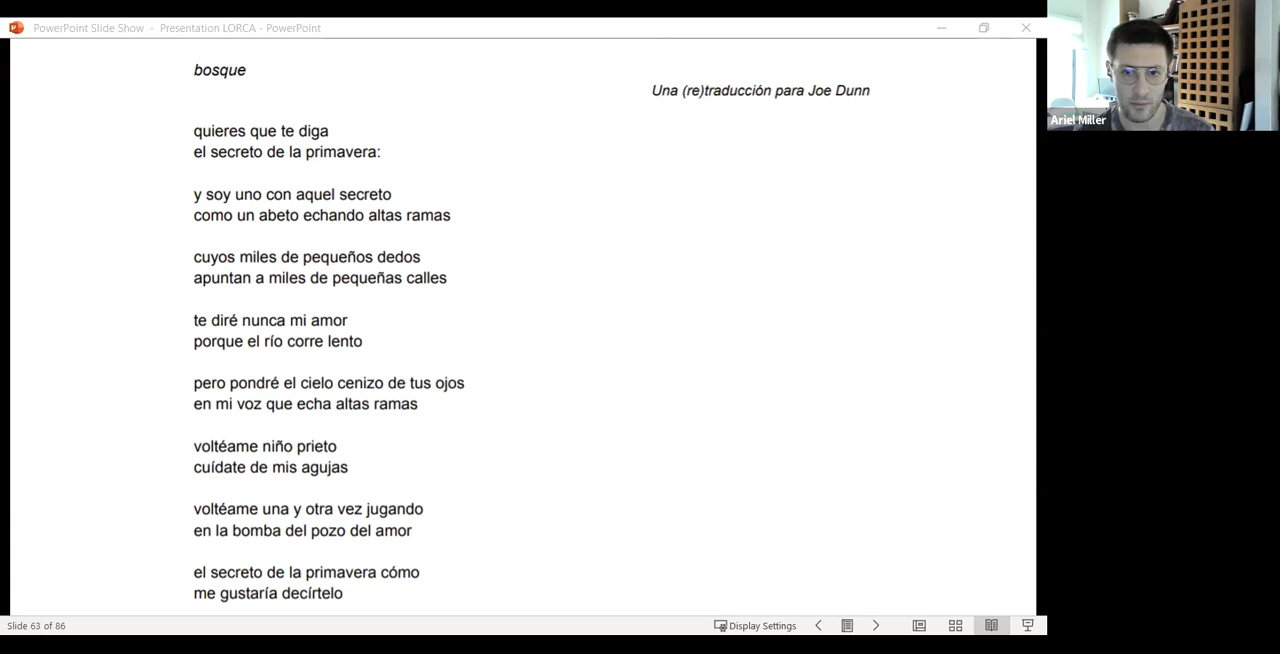 PowerPoint Slide Show - Presentation LORCA - PowerPoint
bosque
Una (re)traducción para Joe Dunn
quieres que te diga
el secreto de la primavera:
y soy uno con aquel secreto
como un abeto echando altas ramas
cuyos miles de pequeños dedos
apuntan a miles de pequeñas calles
te diré nunca mi amor
porque el río corre lento
pero pondré el cielo cenizo de tus ojos
en mi voz que echa altas ramas
voltéame niño prieto
cuídate de mis agujas
voltéame una y otra vez jugando
en la bomba del pozo del amor
el secreto de la primavera cómo
me gustaría decírtelo
Slide 63 of 86
Display Settings
Ariel Miller